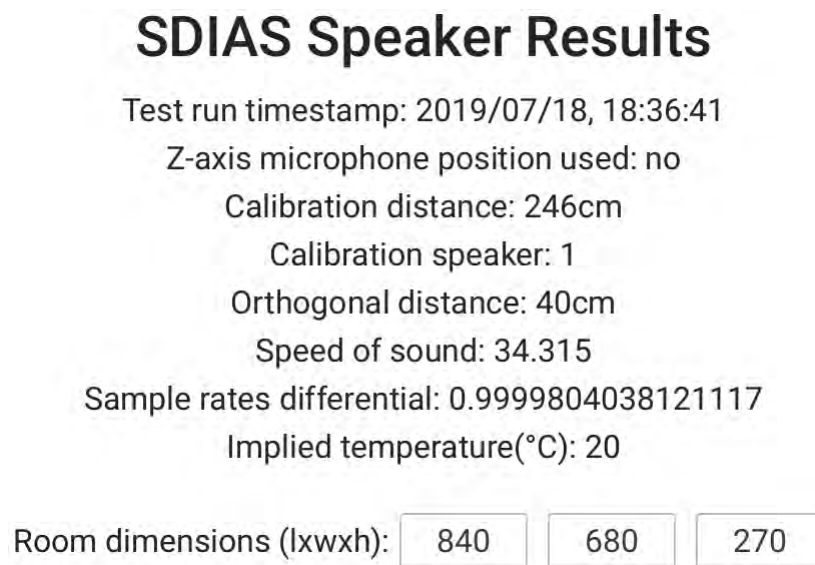 SDIAS Speaker Results
Test run timestamp: 2019/07/18, 18:36:41
Z-axis microphone position used: no
Calibration distance: 246cm
Calibration speaker: 1
Orthogonal distance: 40cm
Speed of sound: 34.315
Sample rates differential: 0.9999804038121117
Implied temperature(°C): 20
Room dimensions (lxwxh): 840 680 270